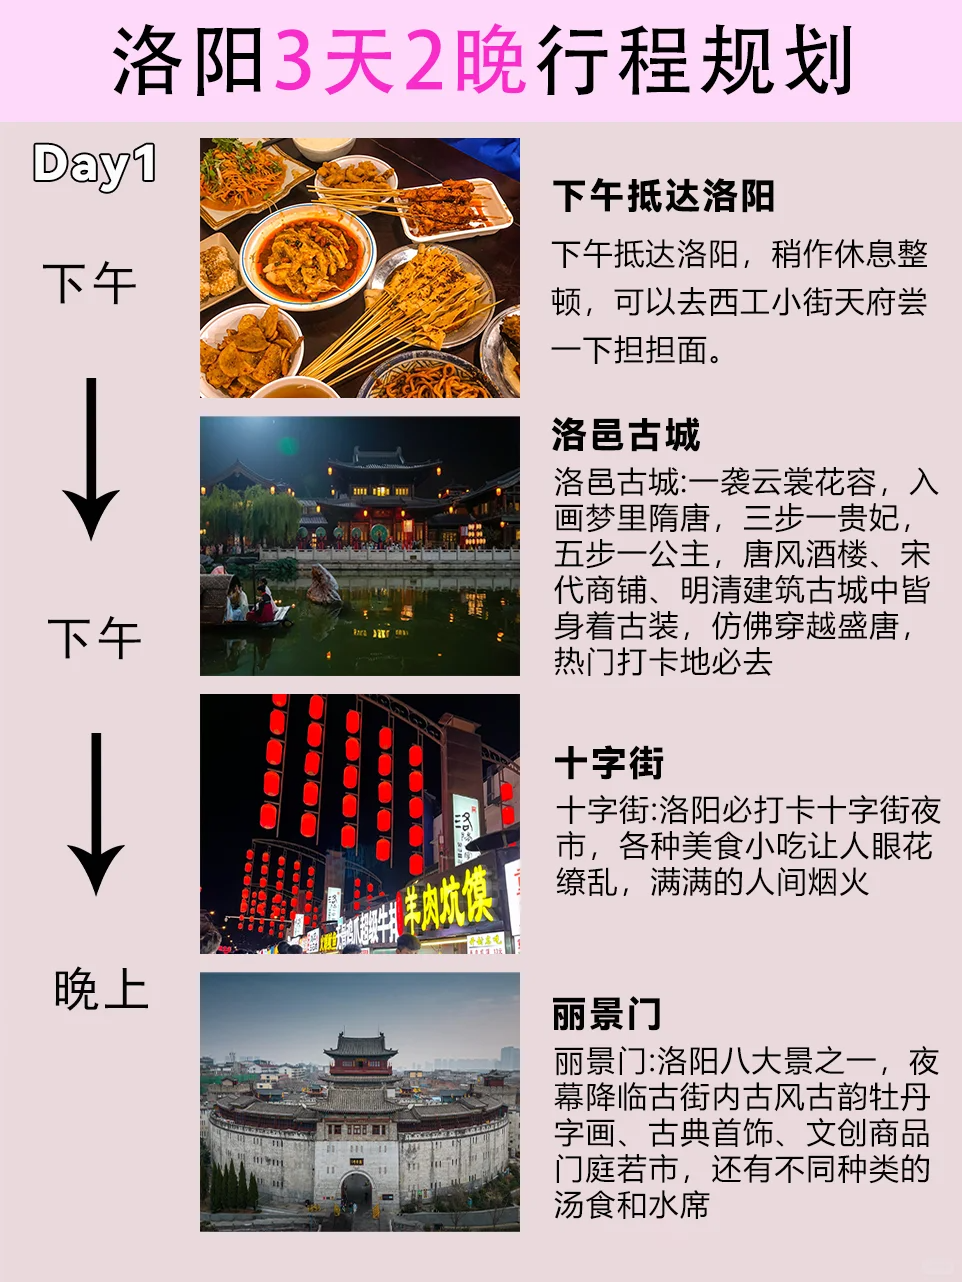 洛阳3天2晚行程规划
Day1
下午
下午抵达洛阳
下午抵达洛阳，稍作休息整
顿，可以去西工小街天府尝
一下担担面。
洛邑古城
洛邑古城:一袭云裳花容，入
画梦里隋唐，三步一贵妃，
五步一公主，唐风酒楼、宋
代商铺、明清建筑古城中皆
身着古装，仿佛穿越盛唐，
热门打卡地必去
下午
十字街
十字街:洛阳必打卡十字街夜
市，各种美食小吃让人眼花
缭乱，满满的人间烟火
羊肉炕馍
晚上
丽景门
丽景门:洛阳八大景之一，夜
幕降临古街内古风古韵牡丹
字画、古典首饰、文创商品
门庭若市，还有不同种类的
汤食和水席